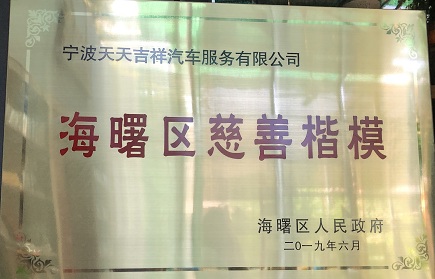 宁波天天吉祥汽车服务有限公司
海曙区慈善楷模
海曙区人民政府
二〇一九年六月